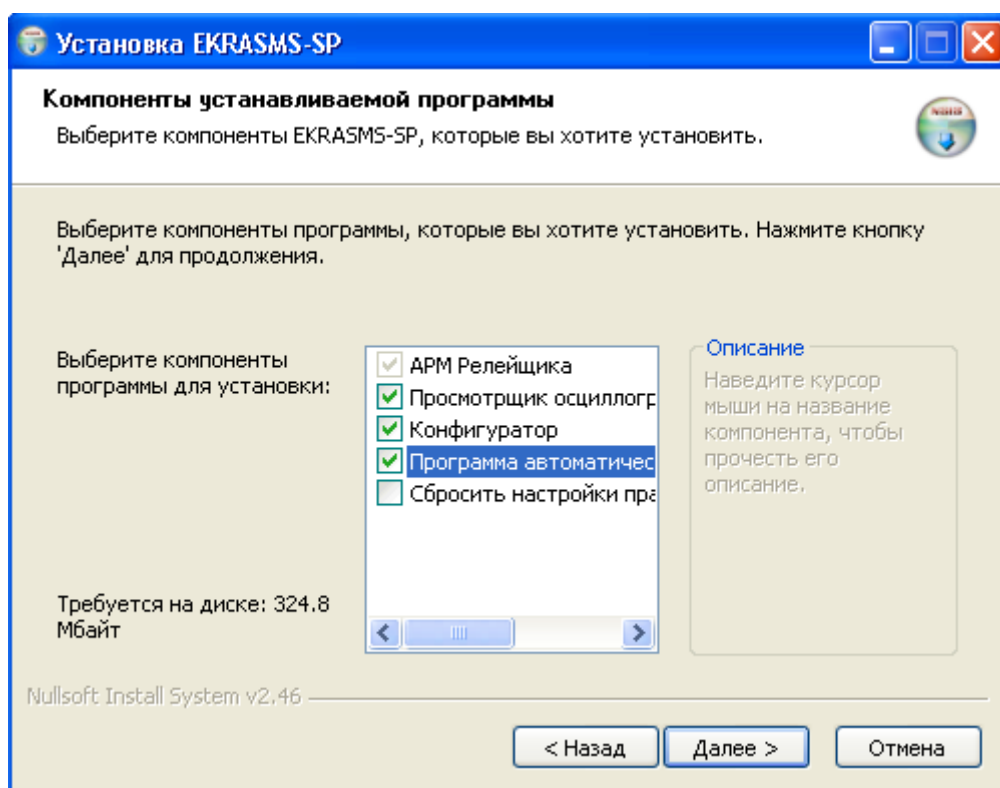 Установка EKRASMS-SP
Компоненты устанавливаемой программы
Выберите компоненты EKRASMS-SP, которые вы хотите установить.
Выберите компоненты программы, которые вы хотите установить. Нажмите кнопку
'Далее' для продолжения.
Выберите компоненты
программы для установки:
АРМ Релейщика
Просмотрщик осциллогр
Конфигуратор
Программа автоматичес
Сбросить настройки пра
Описание
Наведите курсор
мыши на название
компонента, чтобы
прочесть его
описание.
Требуется на диске: 324.8
Мбайт
Nullsoft Install System v2.46
< Назад
Далее >
Отмена